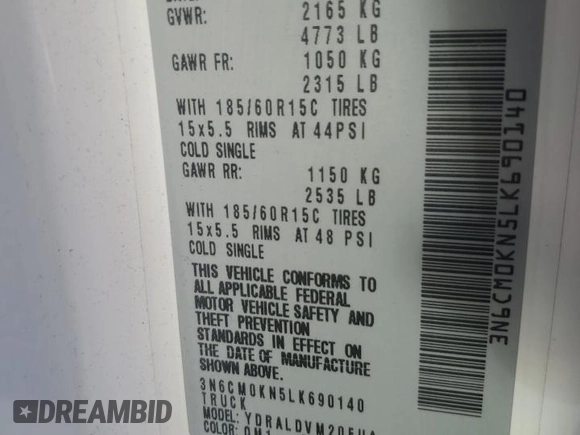 GVWR: 2165 KG
4773 LB
GAWR FR: 1050 KG
2315 LB
WITH 185/60R15C TIRES
15x5.5 RIMS AT 44PSI
COLD SINGLE
GAWR RR: 1150 KG
2535 LB
WITH 185/60R15C TIRES
15x5.5 RIMS AT 48 PSI
COLD SINGLE
THIS VEHICLE CONFORMS TO
ALL APPLICABLE FEDERAL
MOTOR VEHICLE SAFETY AND
THEFT PREVENTION
STANDARDS IN EFFECT ON
THE DATE OF MANUFACTURE
SHOWN ABOVE.
3N6CM0KN5LK690140
TRUCK
MODEL:
3N6CM0KN5LK690140
DREAMBID